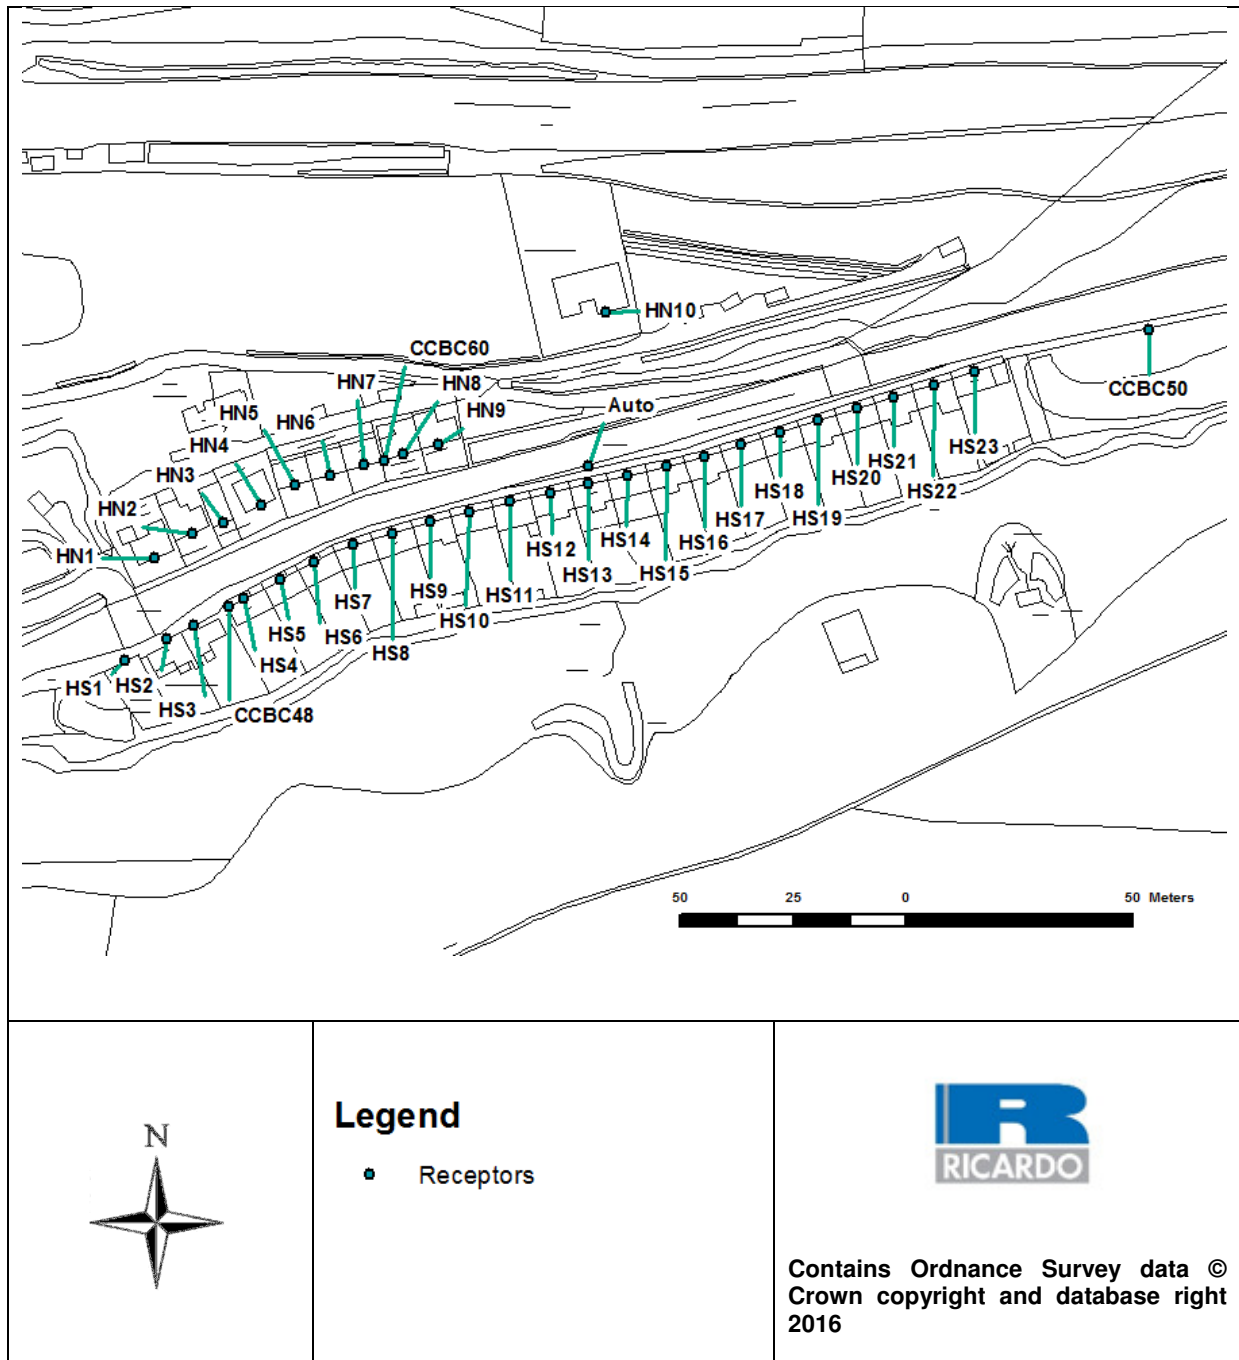 HN10
CCBC60
HN7
HN8
CCBC50
HN5
HN6
HN9
Auto
HN4
HN3
HN2
HN1
HS23
HS21
HS20
HS22
HS18
HS19
HS17
HS16
HS14
HS15
HS12
HS13
HS11
HS9
HS10
HS7
HS8
HS6
HS5
HS4
HS1
HS2
HS3
CCBC48
50 25 0 50 Meters
N
Legend
Receptors
R
RICARDO
Contains Ordnance Survey data ©
Crown copyright and database right
2016